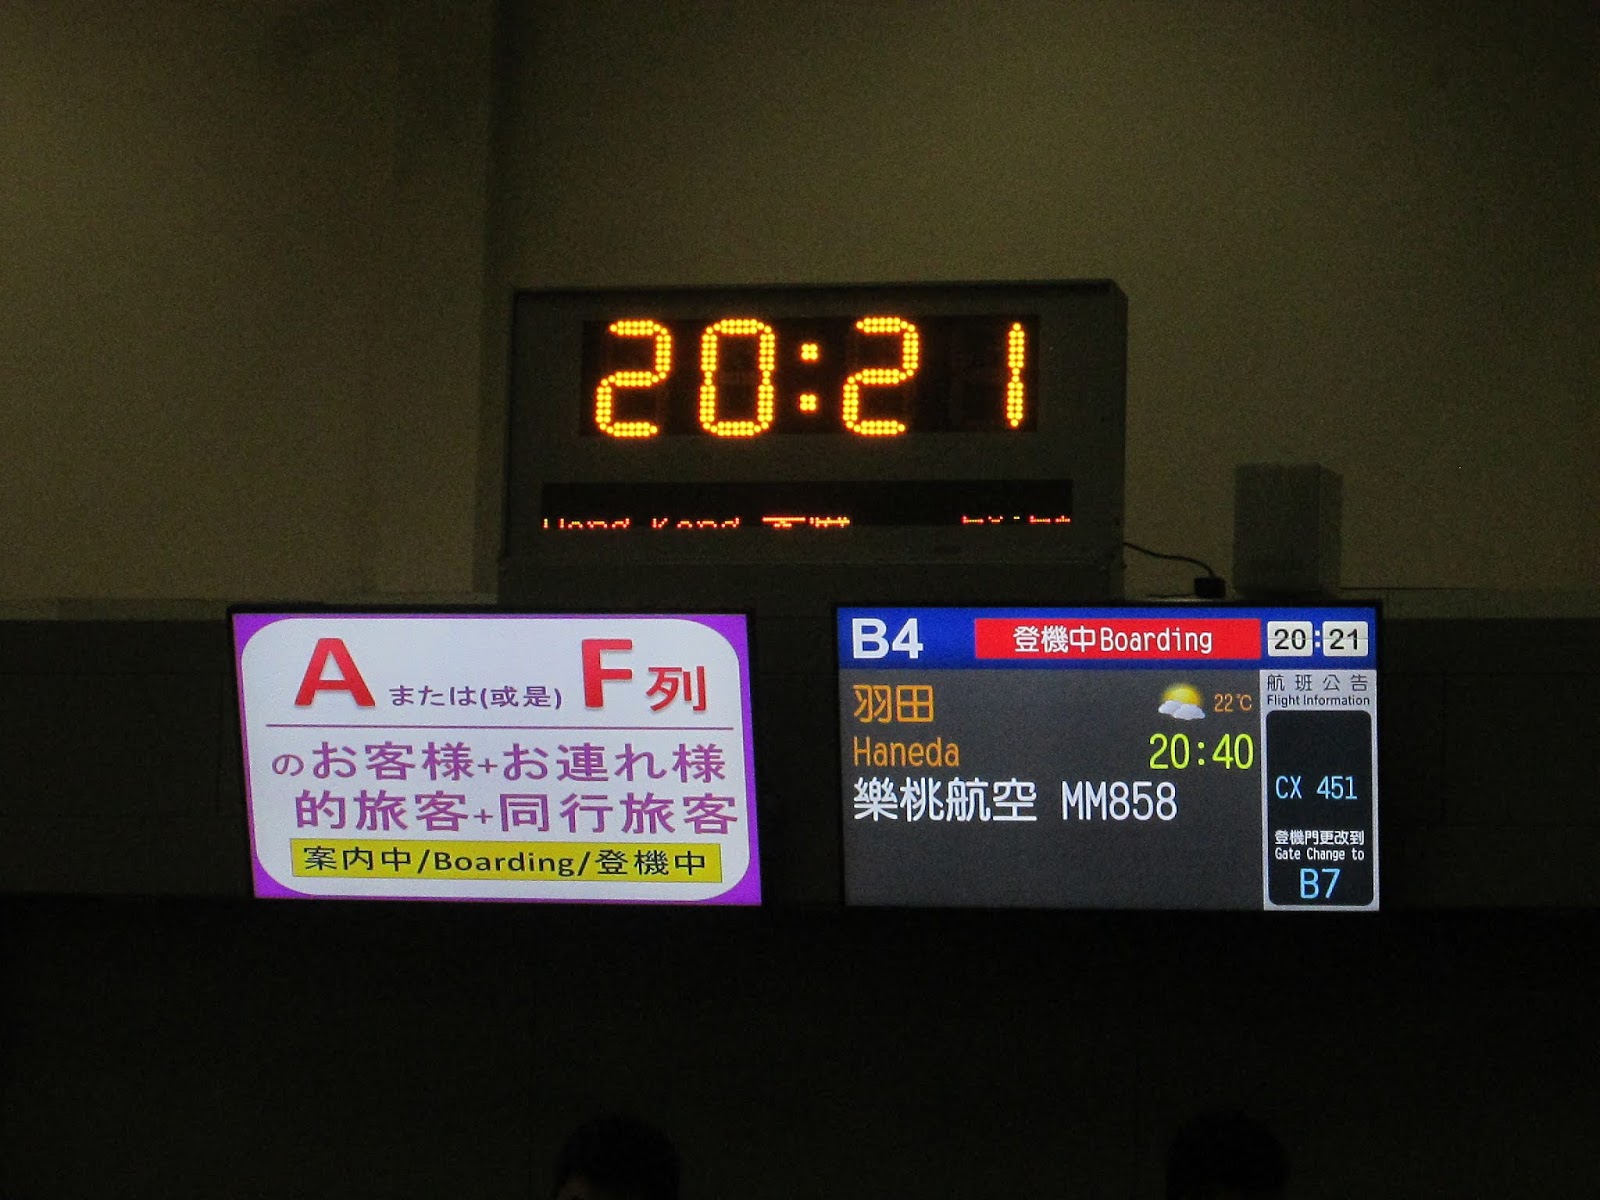 20:21
Hong Kong
A または(或是) F 列
のお客様+お連れ様
的旅客+同行旅客
案内中/Boarding/登機中
B4 登機中Boarding 20:21
羽田 22℃
Haneda 20:40
樂桃航空 MM858
航班公告
Flight Information
CX 451
登機門更改到
Gate Change to
B7